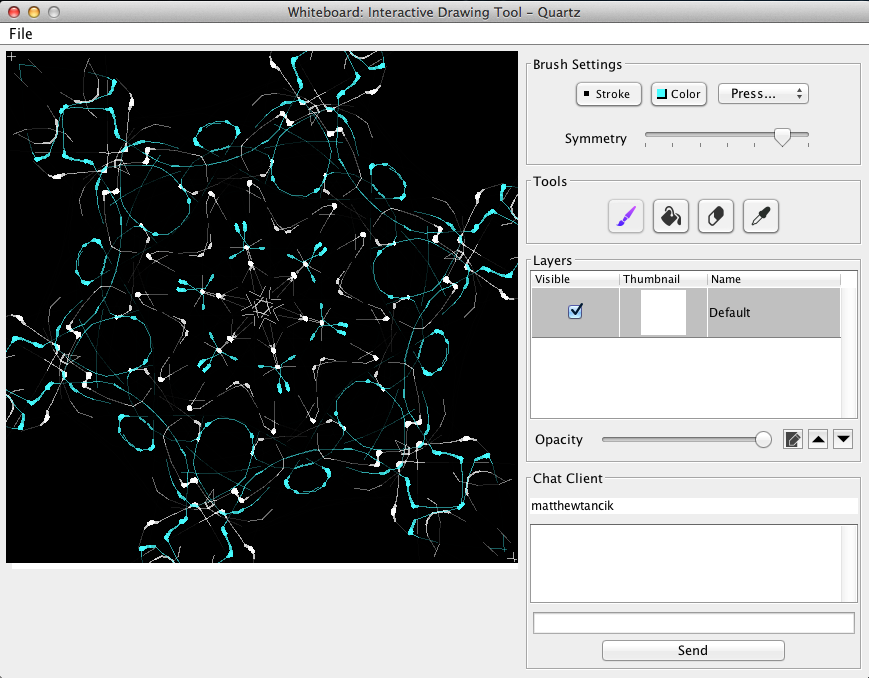 Whiteboard: Interactive Drawing Tool - Quartz
File
Brush Settings
Stroke Color Press...
Symmetry
Tools
Layers
Visible Thumbnail Name
Default
Opacity
Chat Client
matthewtancik
Send